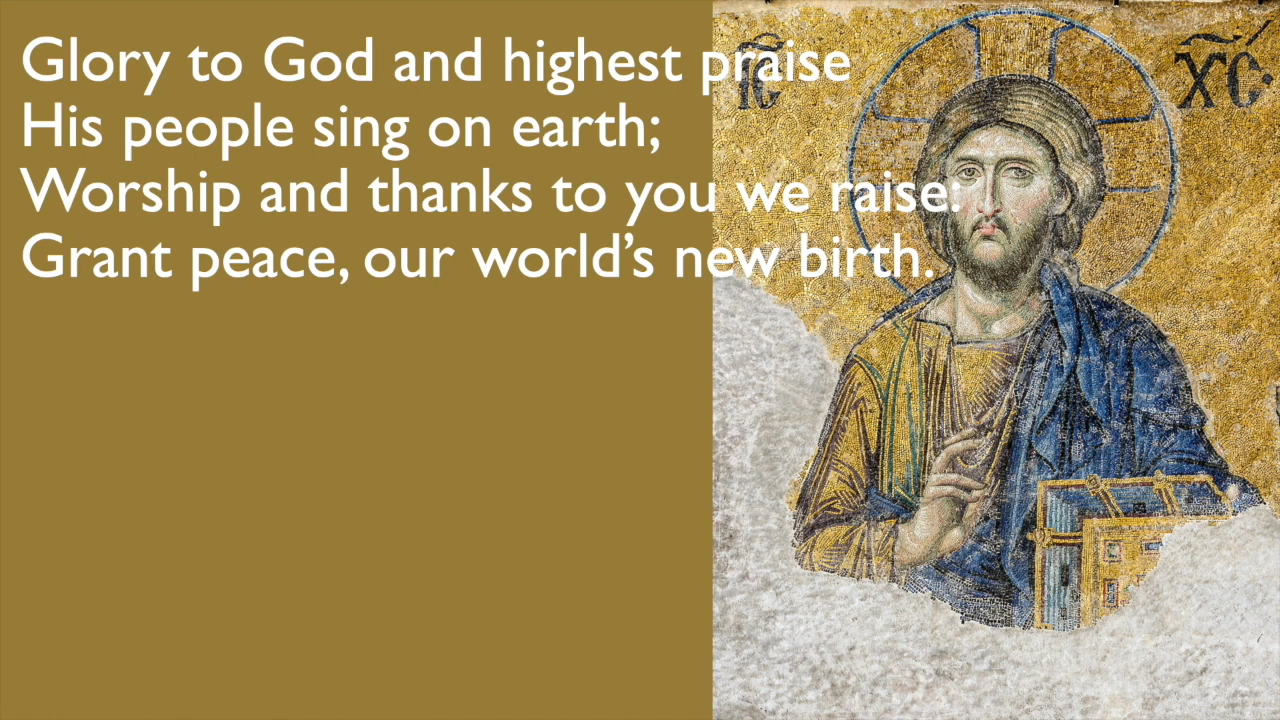 Glory to God and highest praise
His people sing on earth;
Worship and thanks to you we raise:
Grant peace, our world’s new birth.
IC
XC